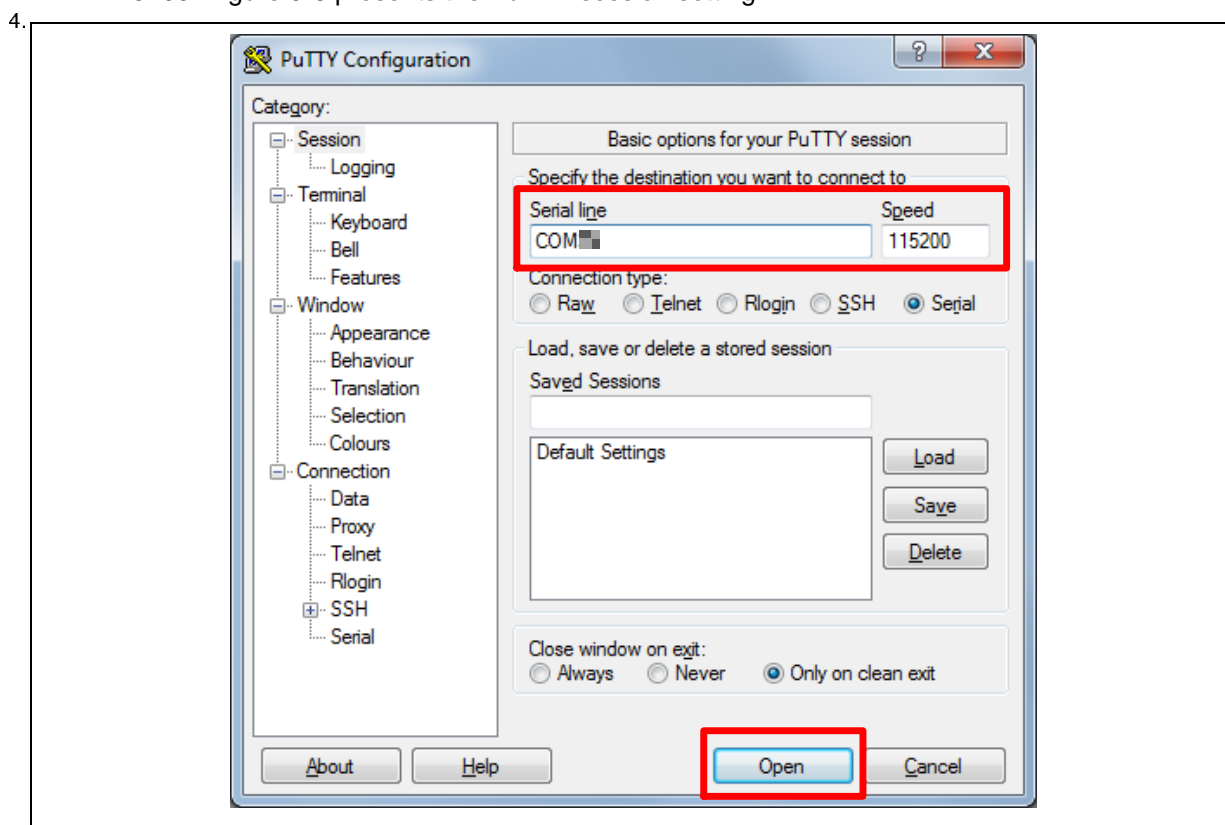 4.
PuTTY Configuration
Category:
Session
Logging
Terminal
Keyboard
Bell
Features
Window
Appearance
Behaviour
Translation
Selection
Colours
Connection
Data
Proxy
Telnet
Rlogin
SSH
Serial
Basic options for your PuTTY session
Specify the destination you want to connect to
Serial line Speed
COM 115200
Connection type:
Raw Telnet Rlogin SSH Serial
Load, save or delete a stored session
Saved Sessions
Default Settings
Load
Save
Delete
Close window on exit:
Always Never Only on clean exit
About Help Open Cancel